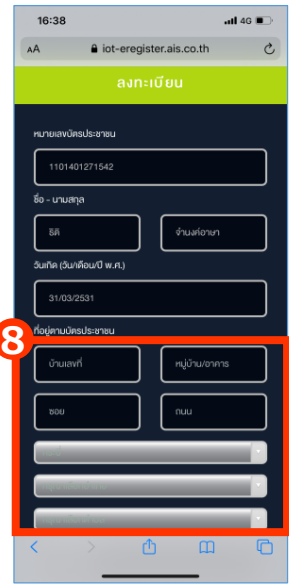 16:38
4G
AA iot-eregister.ais.co.th
ลงทะเบียน
หมายเลขบัตรประชาชน
1101401271542
ชื่อ - นามสกุล
ธิติ จำนงค์อาษา
วันเกิด (วัน/เดือน/ปี พ.ศ.)
31/03/2531
ที่อยู่ตามบัตรประชาชน
8
บ้านเลขที่ หมู่บ้าน/อาคาร
ซอย ถนน